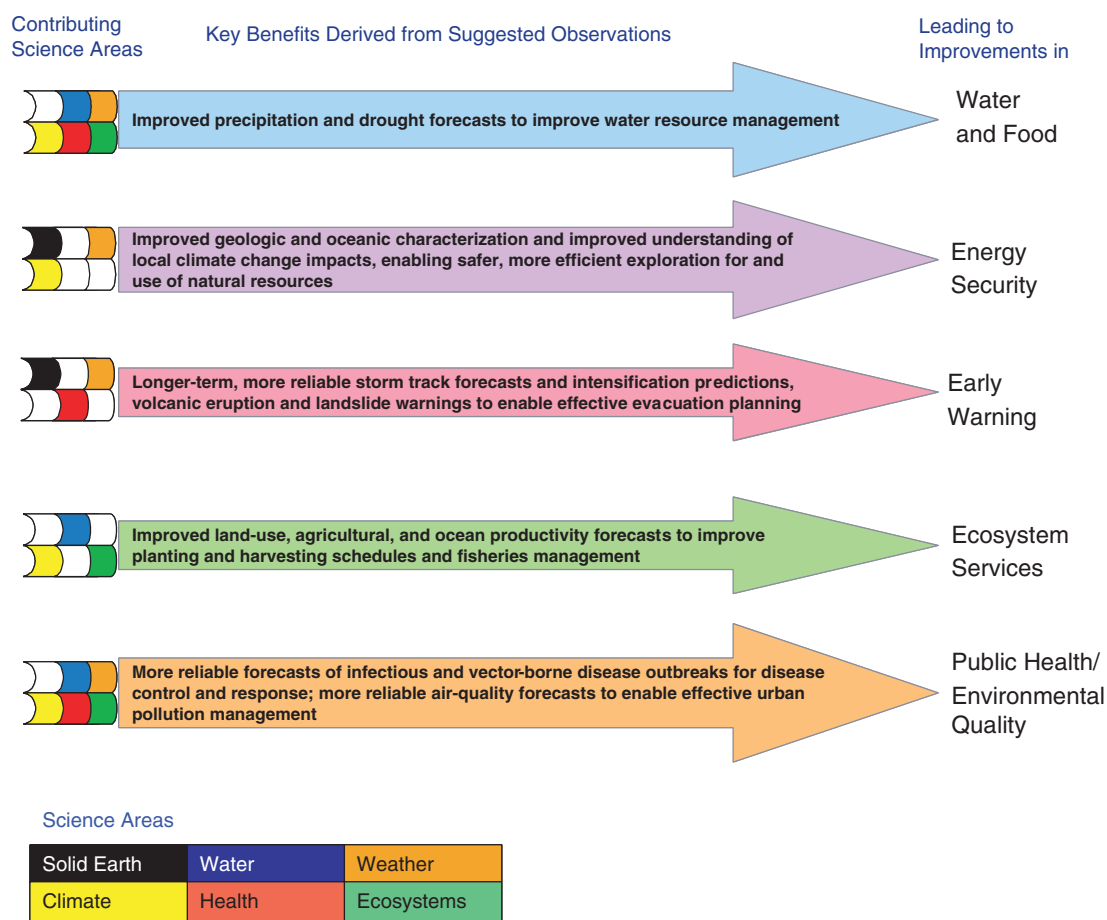 Contributing
Science Areas
Key Benefits Derived from Suggested Observations
Leading to
Improvements in
Improved precipitation and drought forecasts to improve water resource management
Water
and Food
Improved geologic and oceanic characterization and improved understanding of
local climate change impacts, enabling safer, more efficient exploration for and
use of natural resources
Energy
Security
Longer-term, more reliable storm track forecasts and intensification predictions,
volcanic eruption and landslide warnings to enable effective evacuation planning
Early
Warning
Improved land-use, agricultural, and ocean productivity forecasts to improve
planting and harvesting schedules and fisheries management
Ecosystem
Services
More reliable forecasts of infectious and vector-borne disease outbreaks for disease
control and response; more reliable air-quality forecasts to enable effective urban
pollution management
Public Health/
Environmental
Quality
Science Areas
Solid Earth
Water
Weather
Climate
Health
Ecosystems